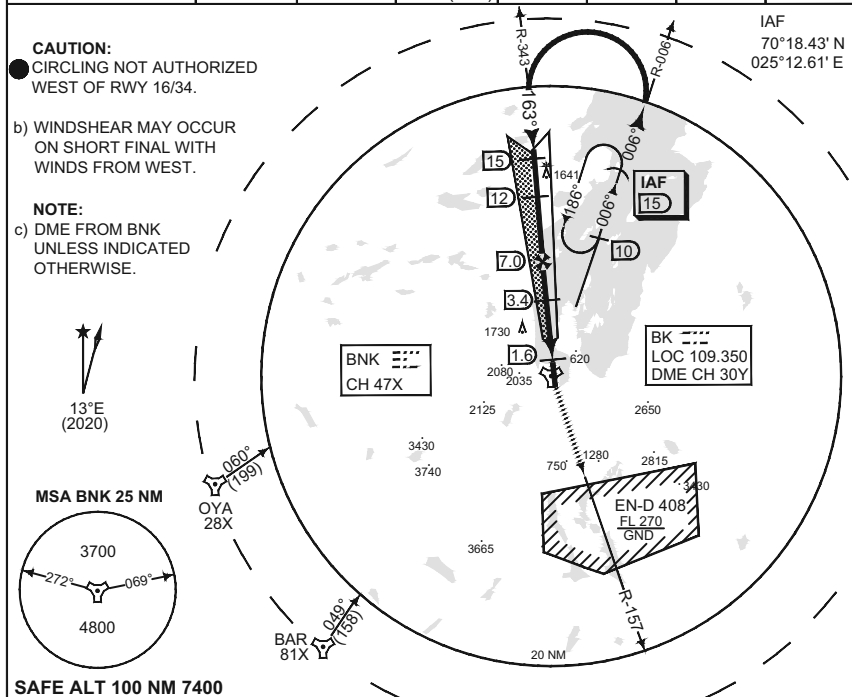 IAF
70°18.43' N
025°12.61' E
CAUTION:
CIRCLING NOT AUTHORIZED
WEST OF RWY 16/34.
b) WINDSHEAR MAY OCCUR
ON SHORT FINAL WITH
WINDS FROM WEST.
NOTE:
c) DME FROM BNK
UNLESS INDICATED
OTHERWISE.
R-343
R-006
163°
006°
15
1641
12
186°
006°
IAF
15
10
7.0
3.4
1730
1.6
620
2080
2035
BNK
CH 47X
BK
LOC 109.350
DME CH 30Y
13°E
(2020)
2125
2650
3430
3740
750
1280
2815
3430
060°
(199)
OYA
28X
EN-D 408
FL 270
GND
3665
MSA BNK 25 NM
3700
272°
069°
4800
049°
(158)
BAR
81X
R-157
20 NM
SAFE ALT 100 NM 7400